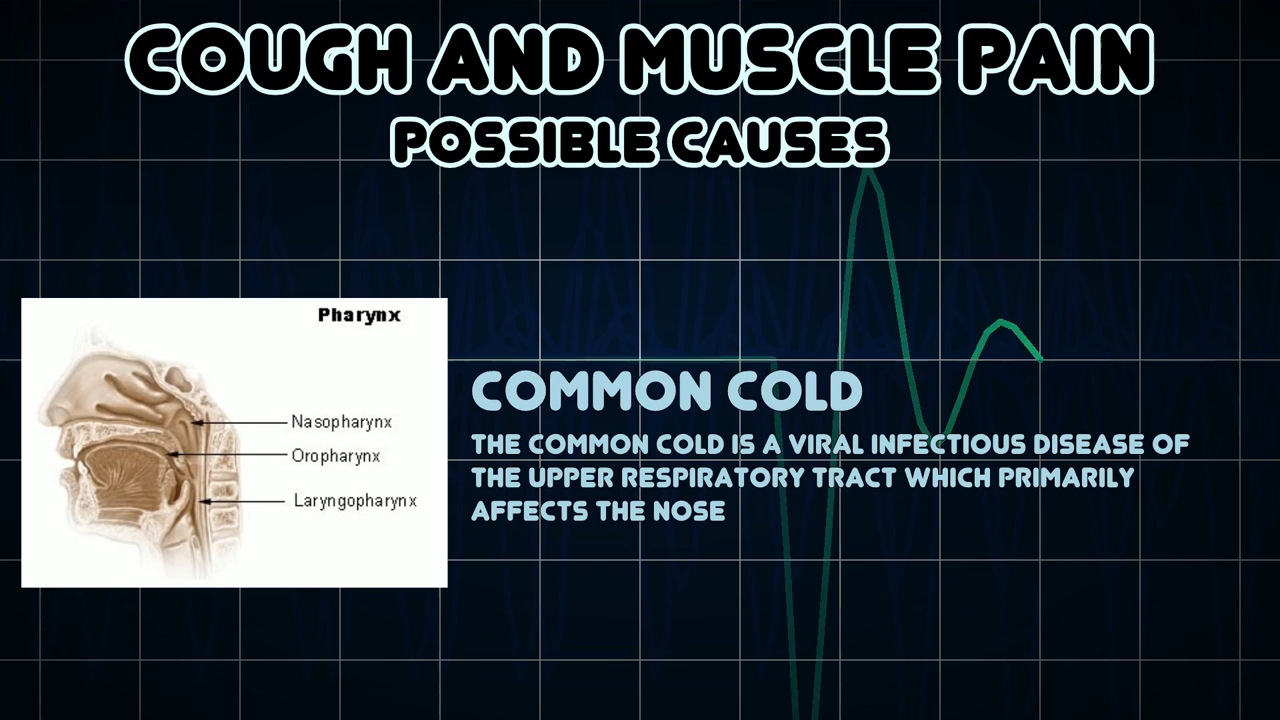 COUGH AND MUSCLE PAIN
POSSIBLE CAUSES
Pharynx
Nasopharynx
Oropharynx
Laryngopharynx
COMMON COLD
THE COMMON COLD IS A VIRAL INFECTIOUS DISEASE OF
THE UPPER RESPIRATORY TRACT WHICH PRIMARILY
AFFECTS THE NOSE